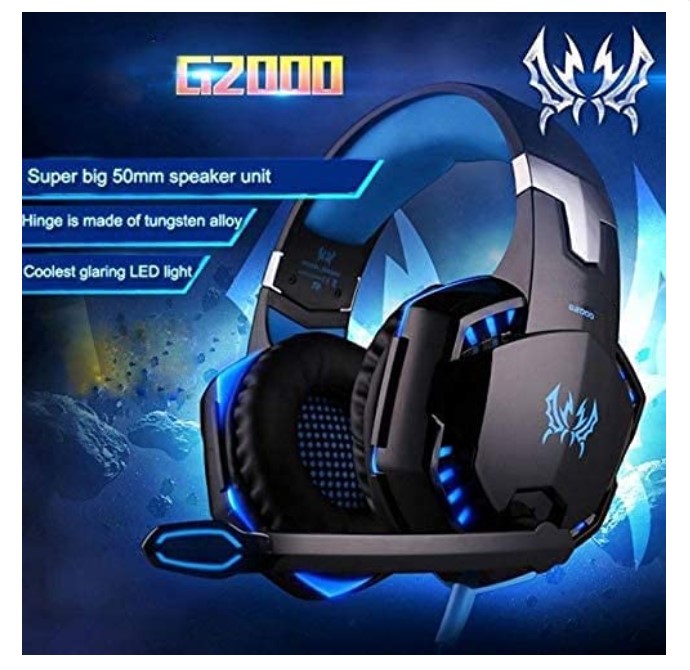 G2000
Super big 50mm speaker unit
Hinge is made of tungsten alloy
Coolest glaring LED light
G2000